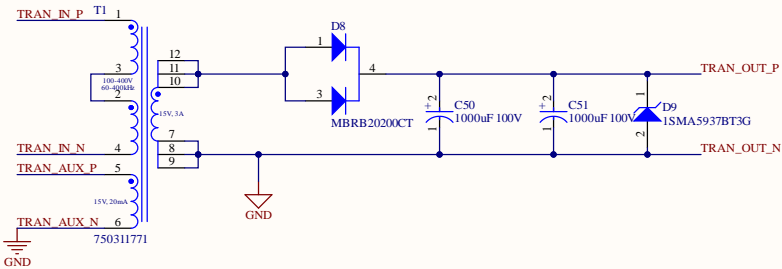 TRAN_IN_P
T1
1
D8
12
1
11
4
TRAN_OUT_P
3
10
100-400V
60-400kHz
2
1
3
+
2
C50
1000uF 100V
+
2
C51
1000uF 100V
D9
1SMA5937BT3G
15V, 3A
MBRB20200CT
7
1
1
2
TRAN_IN_N
4
8
TRAN_OUT_N
TRAN_AUX_P
5
9
15V, 20mA
GND
TRAN_AUX_N
6
750311771
GND